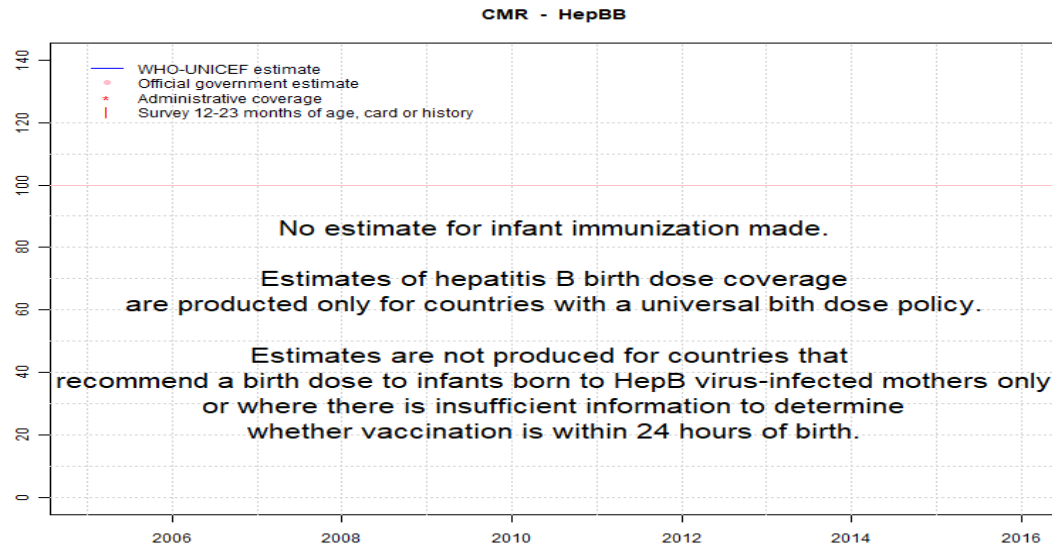 CMR - HepBB
WHO-UNICEF estimate
Official government estimate
Administrative coverage
Survey 12-23 months of age, card or history
No estimate for infant immunization made.
Estimates of hepatitis B birth dose coverage
are producted only for countries with a universal bith dose policy.
Estimates are not produced for countries that
recommend a birth dose to infants born to HepB virus-infected mothers only
or where there is insufficient information to determine
whether vaccination is within 24 hours of birth.
140
120
100
80
60
40
20
0
2006 2008 2010 2012 2014 2016